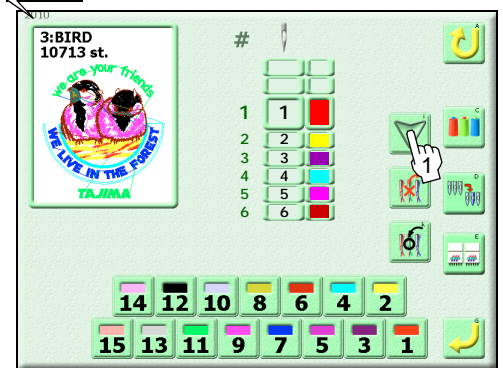 2010
3:BIRD
10713 st.
we are your friends
WE LIVE IN THE FOREST
TAJIMA
#
1 1
2 2
3 3
4 4
5 5
6 6
A
C
D
E
G
1
14 12 10 8 6 4 2
15 13 11 9 7 5 3 1